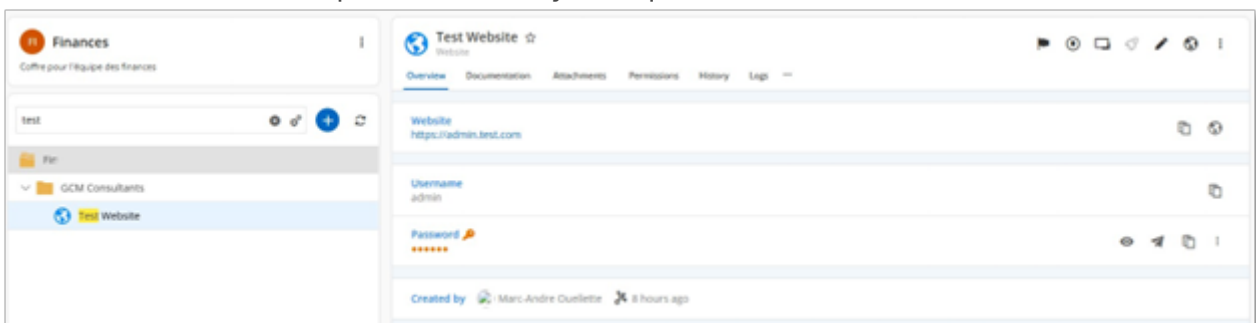 FI
Finances
Coffre pour l'équipe des finances
test
Fin
GCM Consultants
Test Website
Test Website
Website
Overview Documentation Attachments Permissions History Logs
Website
https://admin.test.com
Username
admin
Password
Created by Marc-Andre Ouellette 8 hours ago